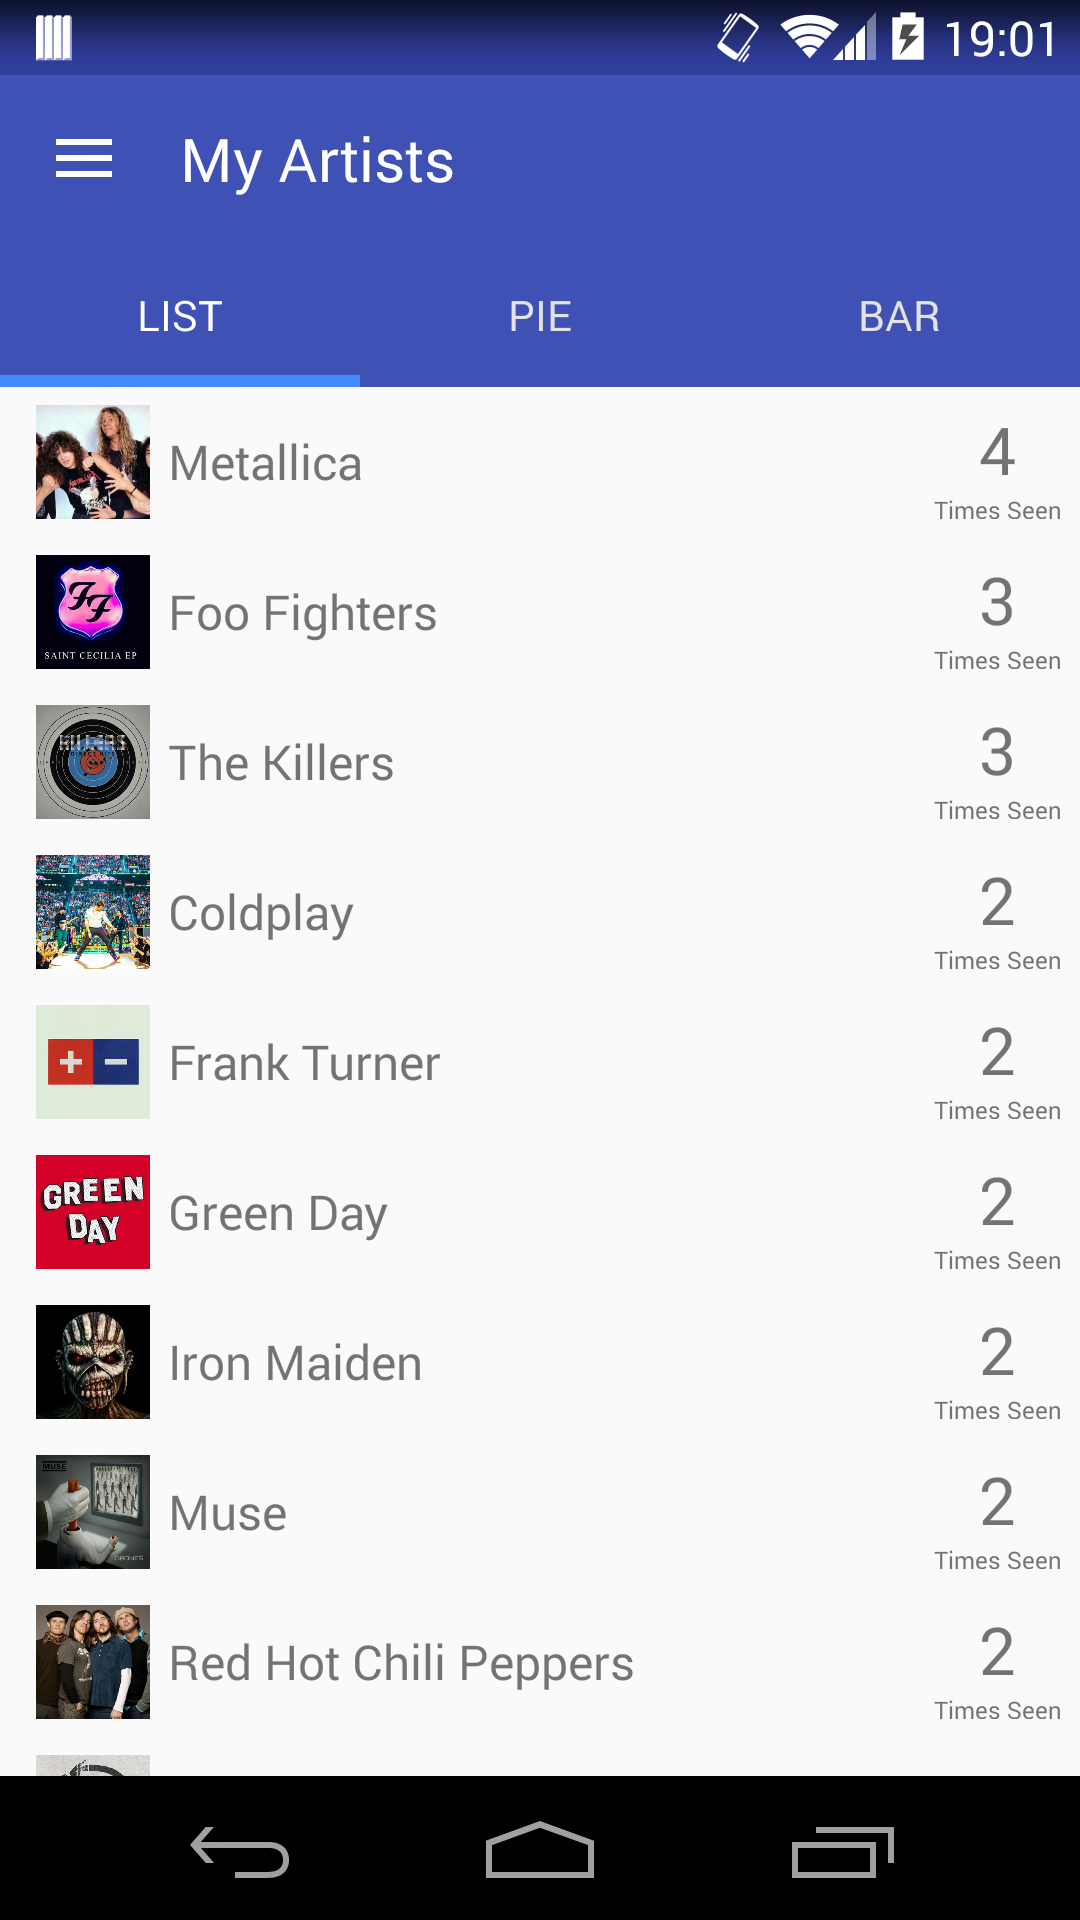 19:01
My Artists
LIST PIE BAR
Metallica
4
Times Seen
SAINT CECILIA EP
Foo Fighters
3
Times Seen
KILLERS
The Killers
3
Times Seen
Coldplay
2
Times Seen
Frank Turner
2
Times Seen
GREEN
DAY
Green Day
2
Times Seen
Iron Maiden
2
Times Seen
MUSE
DRONES
Muse
2
Times Seen
Red Hot Chili Peppers
2
Times Seen